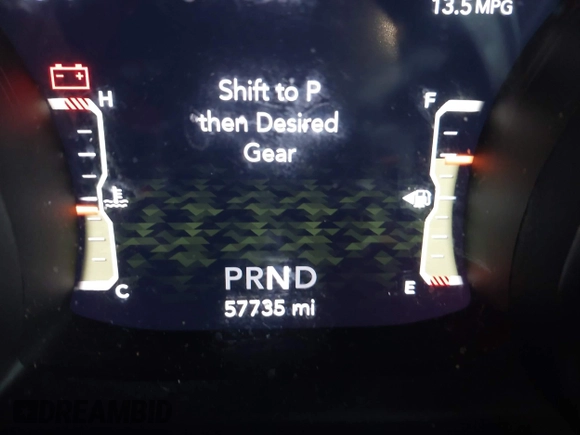 13.5 MPG
Shift to P
then Desired
Gear
H
F
C
E
PRND
57735 mi
DREAMBID